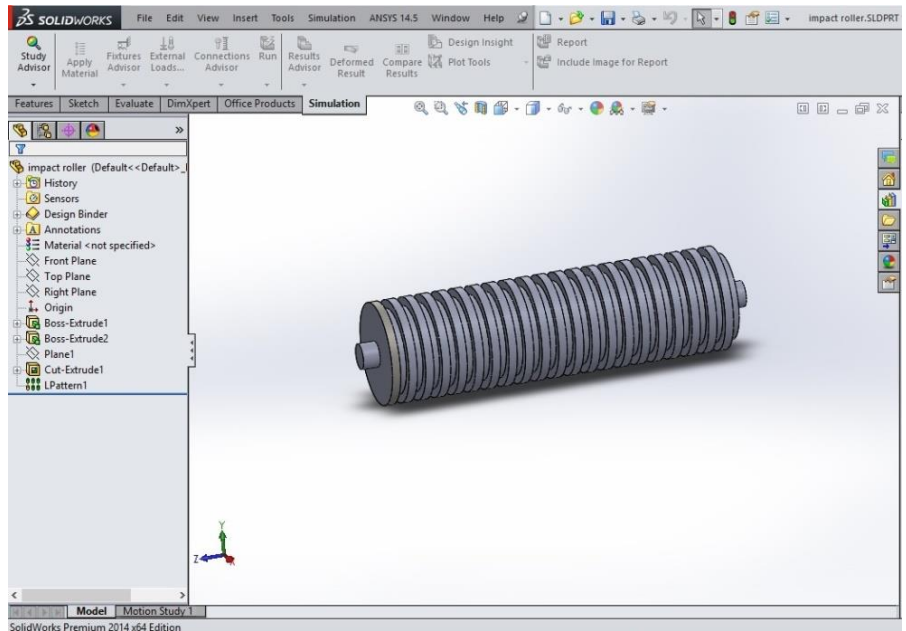 SOLIDWORKS File Edit View Insert Tools Simulation ANSYS 14.5 Window Help impact roller.SLDPRT
Study Advisor
Apply Material
Fixtures Advisor
External Loads...
Connections Advisor
Run
Results Advisor
Deformed Result
Compare Results
Design Insight
Plot Tools
Report
Include Image for Report
Features Sketch Evaluate DimXpert Office Products Simulation
impact roller (Default<<Default>_
History
Sensors
Design Binder
Annotations
Material <not specified>
Front Plane
Top Plane
Right Plane
Origin
Boss-Extrude1
Boss-Extrude2
Plane1
Cut-Extrude1
LPattern1
Y
Z
Model Motion Study 1
SolidWorks Premium 2014 x64 Edition